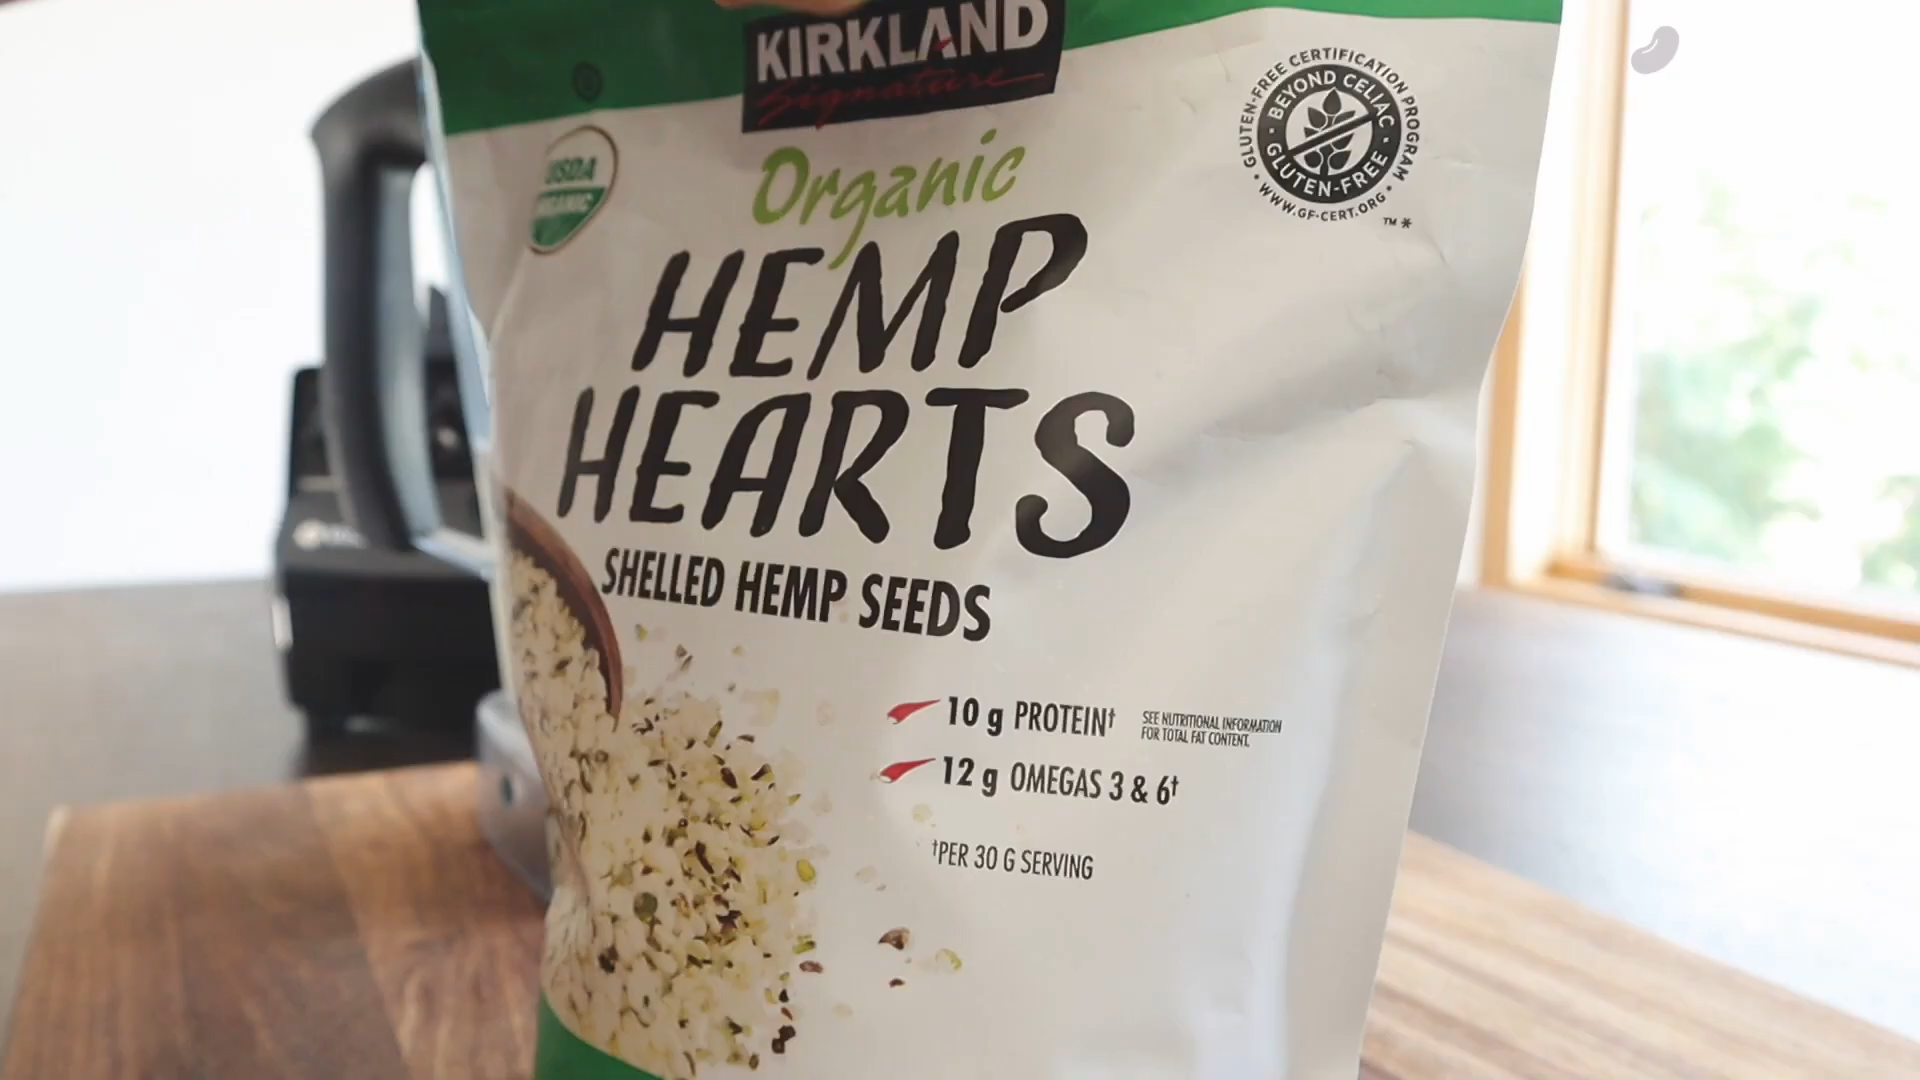 KIRKLAND
Signature
USDA
ORGANIC
GLUTEN-FREE CERTIFICATION PROGRAM
BEYOND CELIAC
GLUTEN-FREE
WWW.GF-CERT.ORG
™*
Organic
HEMP
HEARTS
SHELLED HEMP SEEDS
10 g PROTEIN†
SEE NUTRITIONAL INFORMATION
FOR TOTAL FAT CONTENT.
12 g OMEGAS 3 & 6†
†PER 30 G SERVING